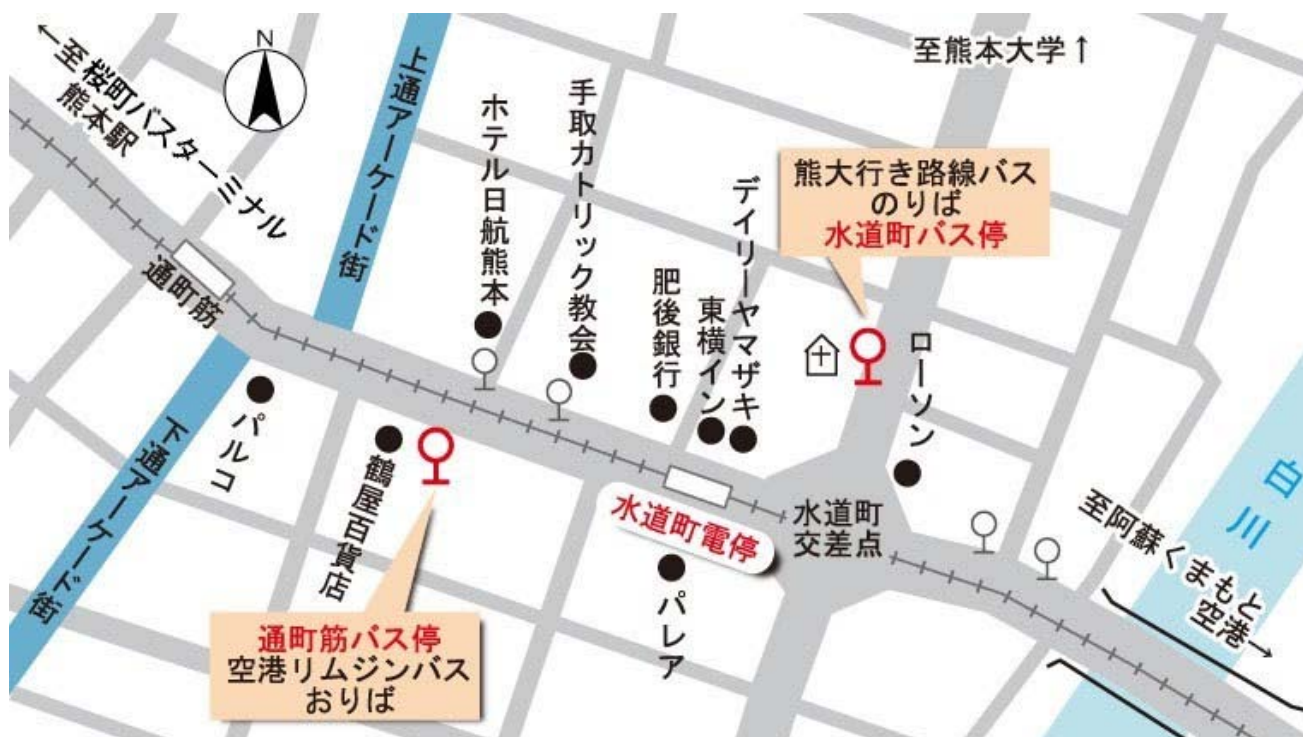 N
←至桜町バスターミナル
熊本駅
上通アーケード街
至熊本大学↑
ホテル日航熊本
手取カトリック教会
熊大行き路線バス
のりば
水道町バス停
デイリーヤマザキ
東横イン
肥後銀行
ローソン
通町筋
パルコ
下通アーケード街
鶴屋百貨店
水道町電停
水道町
交差点
白川
至阿蘇くまもと
空港→
パレア
通町筋バス停
空港リムジンバス
おりば